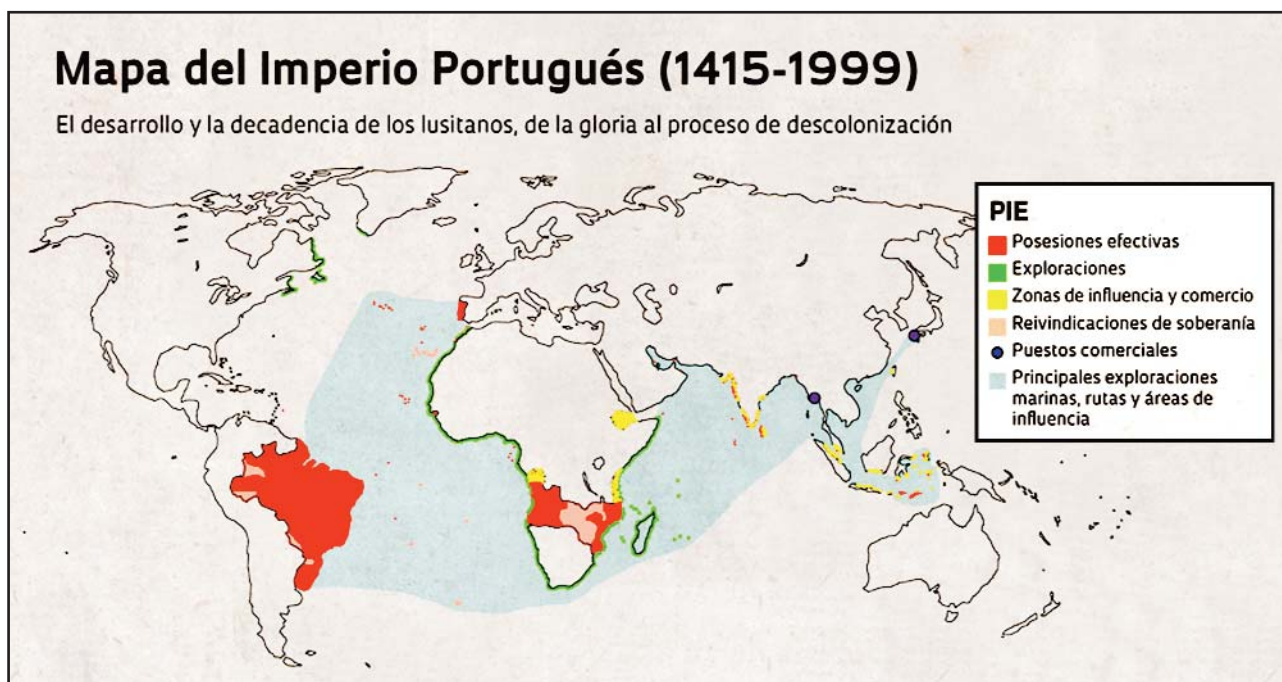 Mapa del Imperio Portugués (1415-1999)
El desarrollo y la decadencia de los lusitanos, de la gloria al proceso de descolonización
PIE
Posesiones efectivas
Exploraciones
Zonas de influencia y comercio
Reivindicaciones de soberanía
Puestos comerciales
Principales exploraciones
marinas, rutas y áreas de
influencia